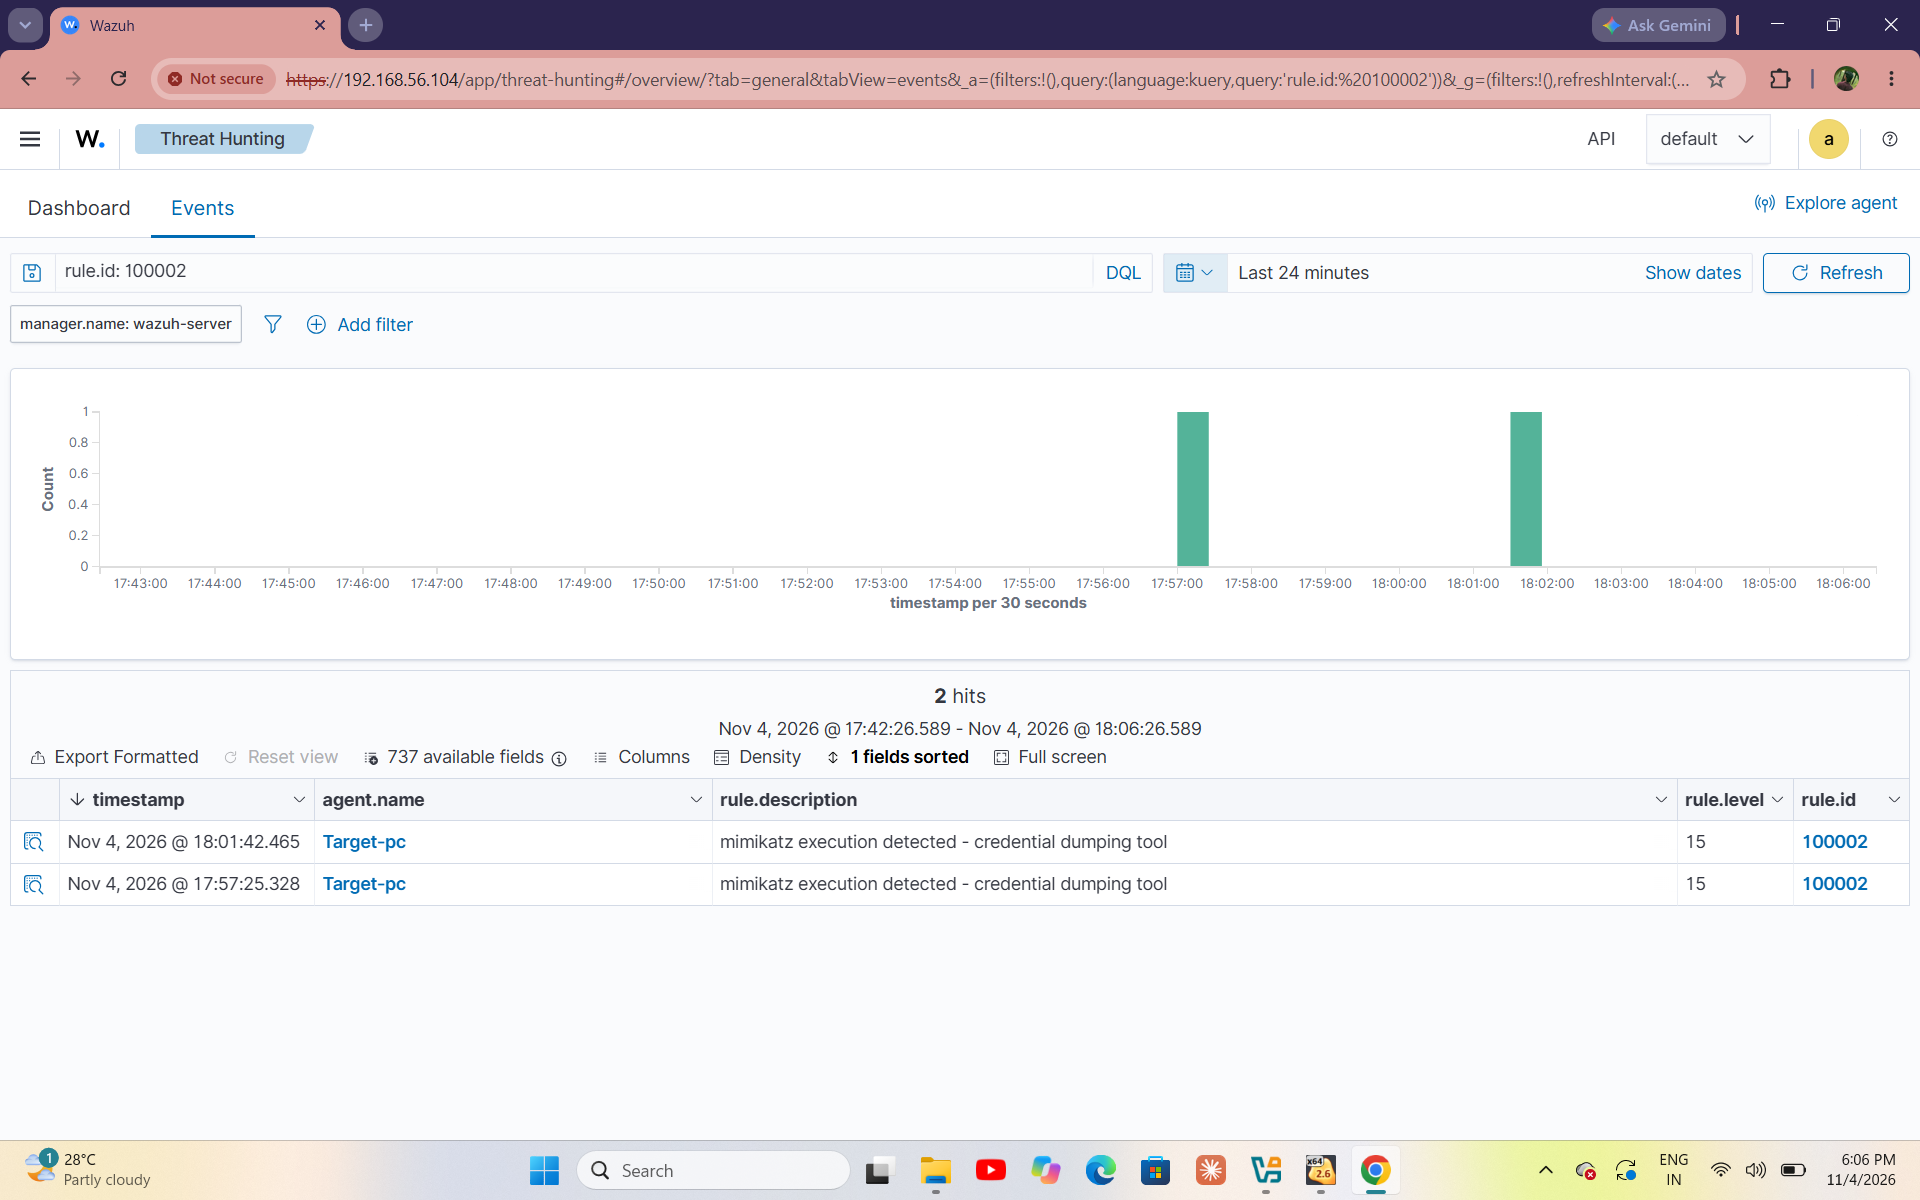 Wazuh
Ask Gemini
Not secure
https://192.168.56.104/app/threat-hunting#/overview/?tab=general&tabView=events&_a=(filters:!(),query:(language:kuery,query:'rule.id:%20100002'))&_g=(filters:!(),refreshInterval:(...
W.
Threat Hunting
API
default
a
Dashboard
Events
Explore agent
rule.id: 100002
DQL
Last 24 minutes
Show dates
Refresh
manager.name: wazuh-server
Add filter
Count
1
0.8
0.6
0.4
0.2
0
17:43:00 17:44:00 17:45:00 17:46:00 17:47:00 17:48:00 17:49:00 17:50:00 17:51:00 17:52:00 17:53:00 17:54:00 17:55:00 17:56:00 17:57:00 17:58:00 17:59:00 18:00:00 18:01:00 18:02:00 18:03:00 18:04:00 18:05:00 18:06:00
timestamp per 30 seconds
2 hits
Nov 4, 2026 @ 17:42:26.589 - Nov 4, 2026 @ 18:06:26.589
Export Formatted Reset view 737 available fields Columns Density 1 fields sorted Full screen
timestamp agent.name rule.description rule.level rule.id
Nov 4, 2026 @ 18:01:42.465 Target-pc mimikatz execution detected - credential dumping tool 15 100002
Nov 4, 2026 @ 17:57:25.328 Target-pc mimikatz execution detected - credential dumping tool 15 100002
1
28°C
Partly cloudy
Search
x64
2.6
ENG
IN
6:06 PM
11/4/2026